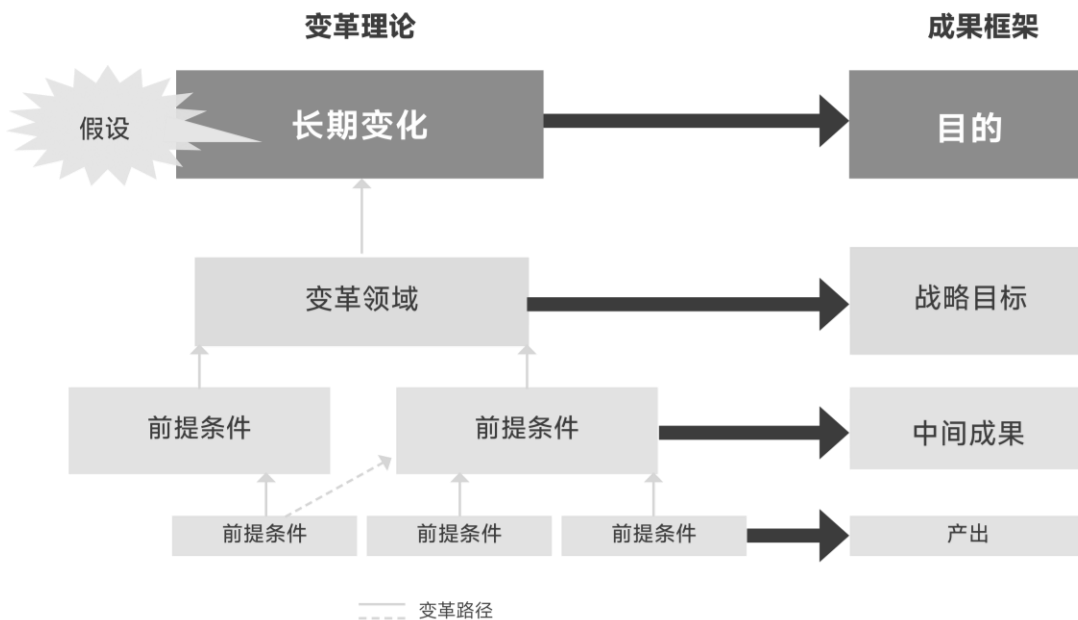 变革理论
成果框架
假设
长期变化
目的
变革领域
战略目标
前提条件
前提条件
中间成果
前提条件
前提条件
前提条件
产出
变革路径